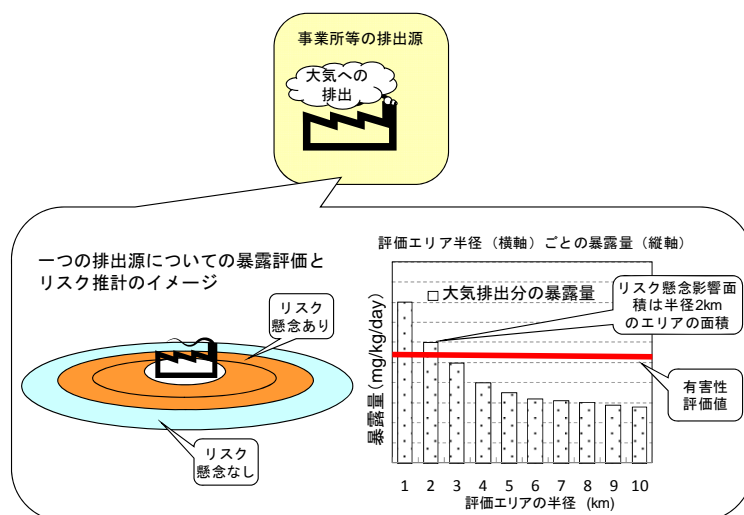 事業所等の排出源
大気への
排出
一つの排出源についての暴露評価と
リスク推計のイメージ
リスク
懸念あり
リスク
懸念なし
評価エリア半径（横軸）ごとの暴露量（縦軸）
大気排出分の暴露量
リスク懸念影響面
積は半径2km
のエリアの面積
有害性
評価値
暴露量(mg/kg/day)
1 2 3 4 5 6 7 8 9 10
評価エリアの半径 (km)